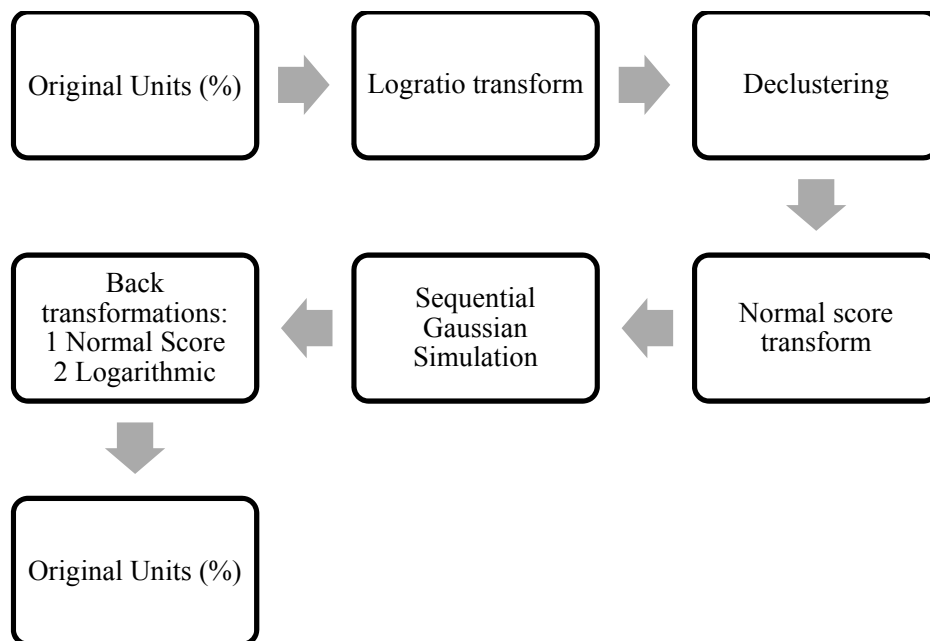 Original Units (%)
Logratio transform
Declustering
Normal score
transform
Sequential
Gaussian
Simulation
Back
transformations:
1 Normal Score
2 Logarithmic
Original Units (%)